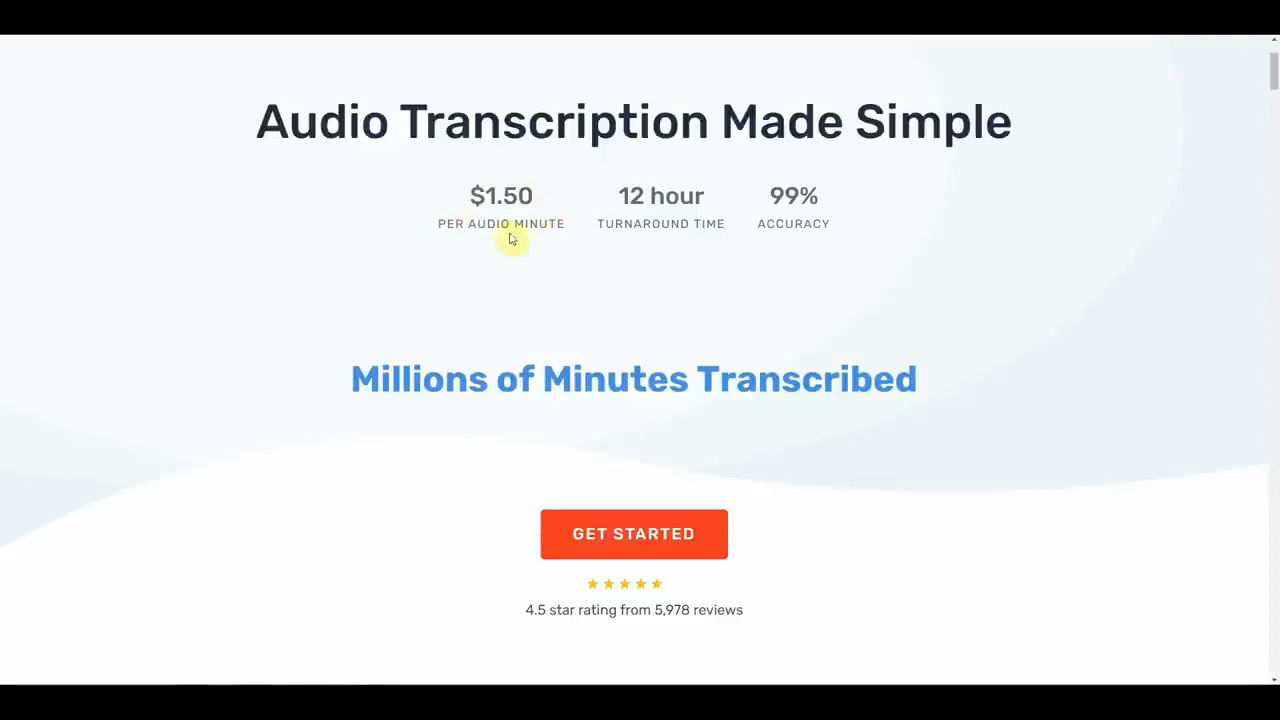 Audio Transcription Made Simple
$1.50 12 hour 99%
PER AUDIO MINUTE TURNAROUND TIME ACCURACY
Millions of Minutes Transcribed
GET STARTED
4.5 star rating from 5,978 reviews